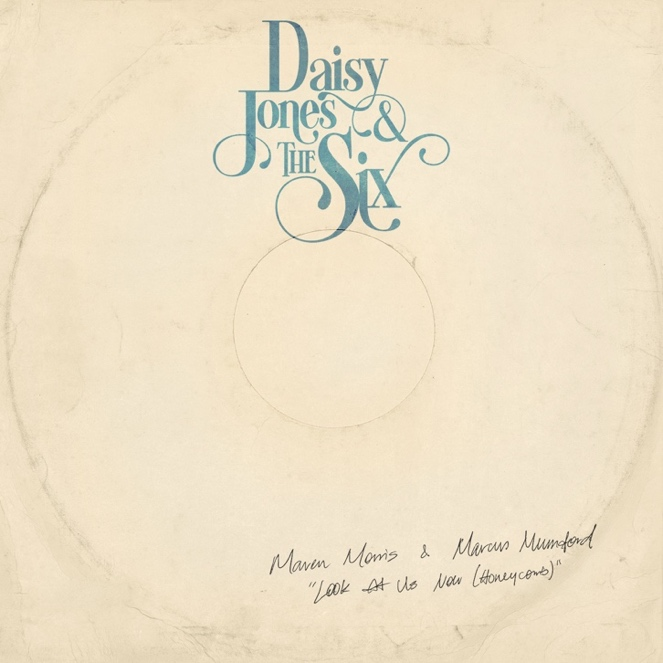 Daisy
Jones &
THE Six
Maren Morris & Marcus Mumford
"Look At Us Now (Honeycomb)"